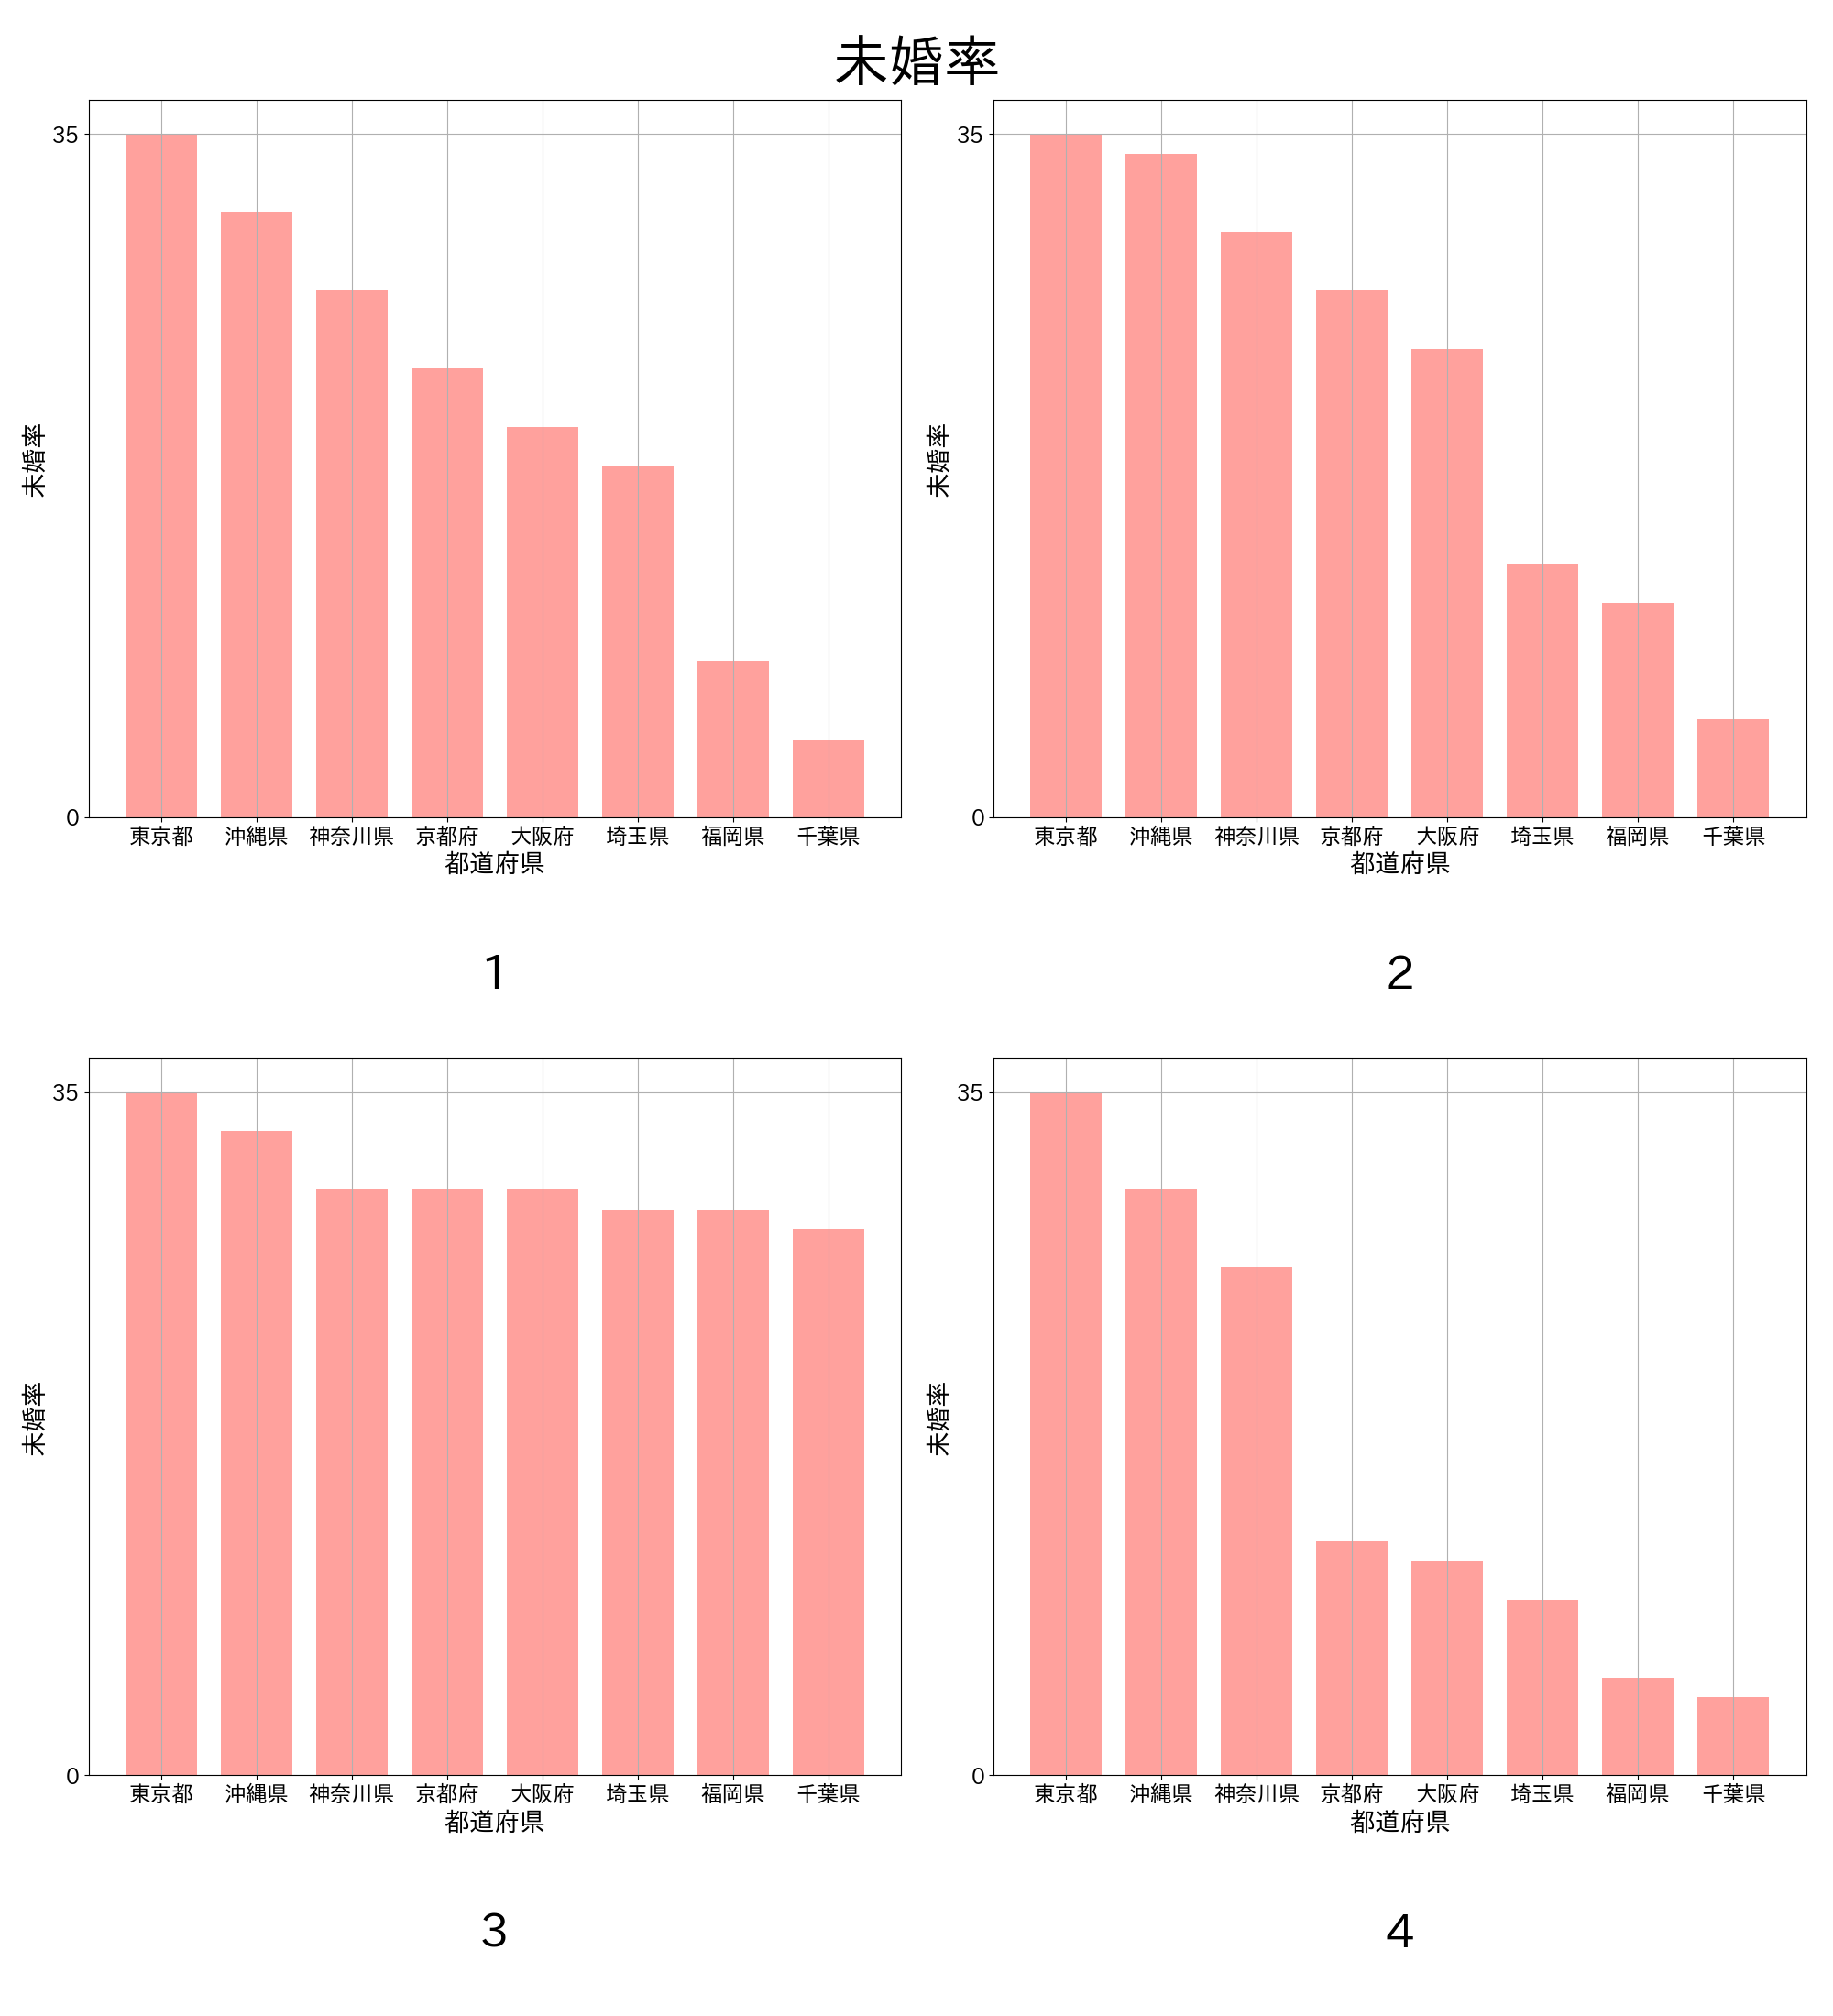 未婚率
35
0
未婚率
東京都 沖縄県 神奈川県 京都府 大阪府 埼玉県 福岡県 千葉県
都道府県
1
35
0
未婚率
東京都 沖縄県 神奈川県 京都府 大阪府 埼玉県 福岡県 千葉県
都道府県
2
35
0
未婚率
東京都 沖縄県 神奈川県 京都府 大阪府 埼玉県 福岡県 千葉県
都道府県
3
35
0
未婚率
東京都 沖縄県 神奈川県 京都府 大阪府 埼玉県 福岡県 千葉県
都道府県
4